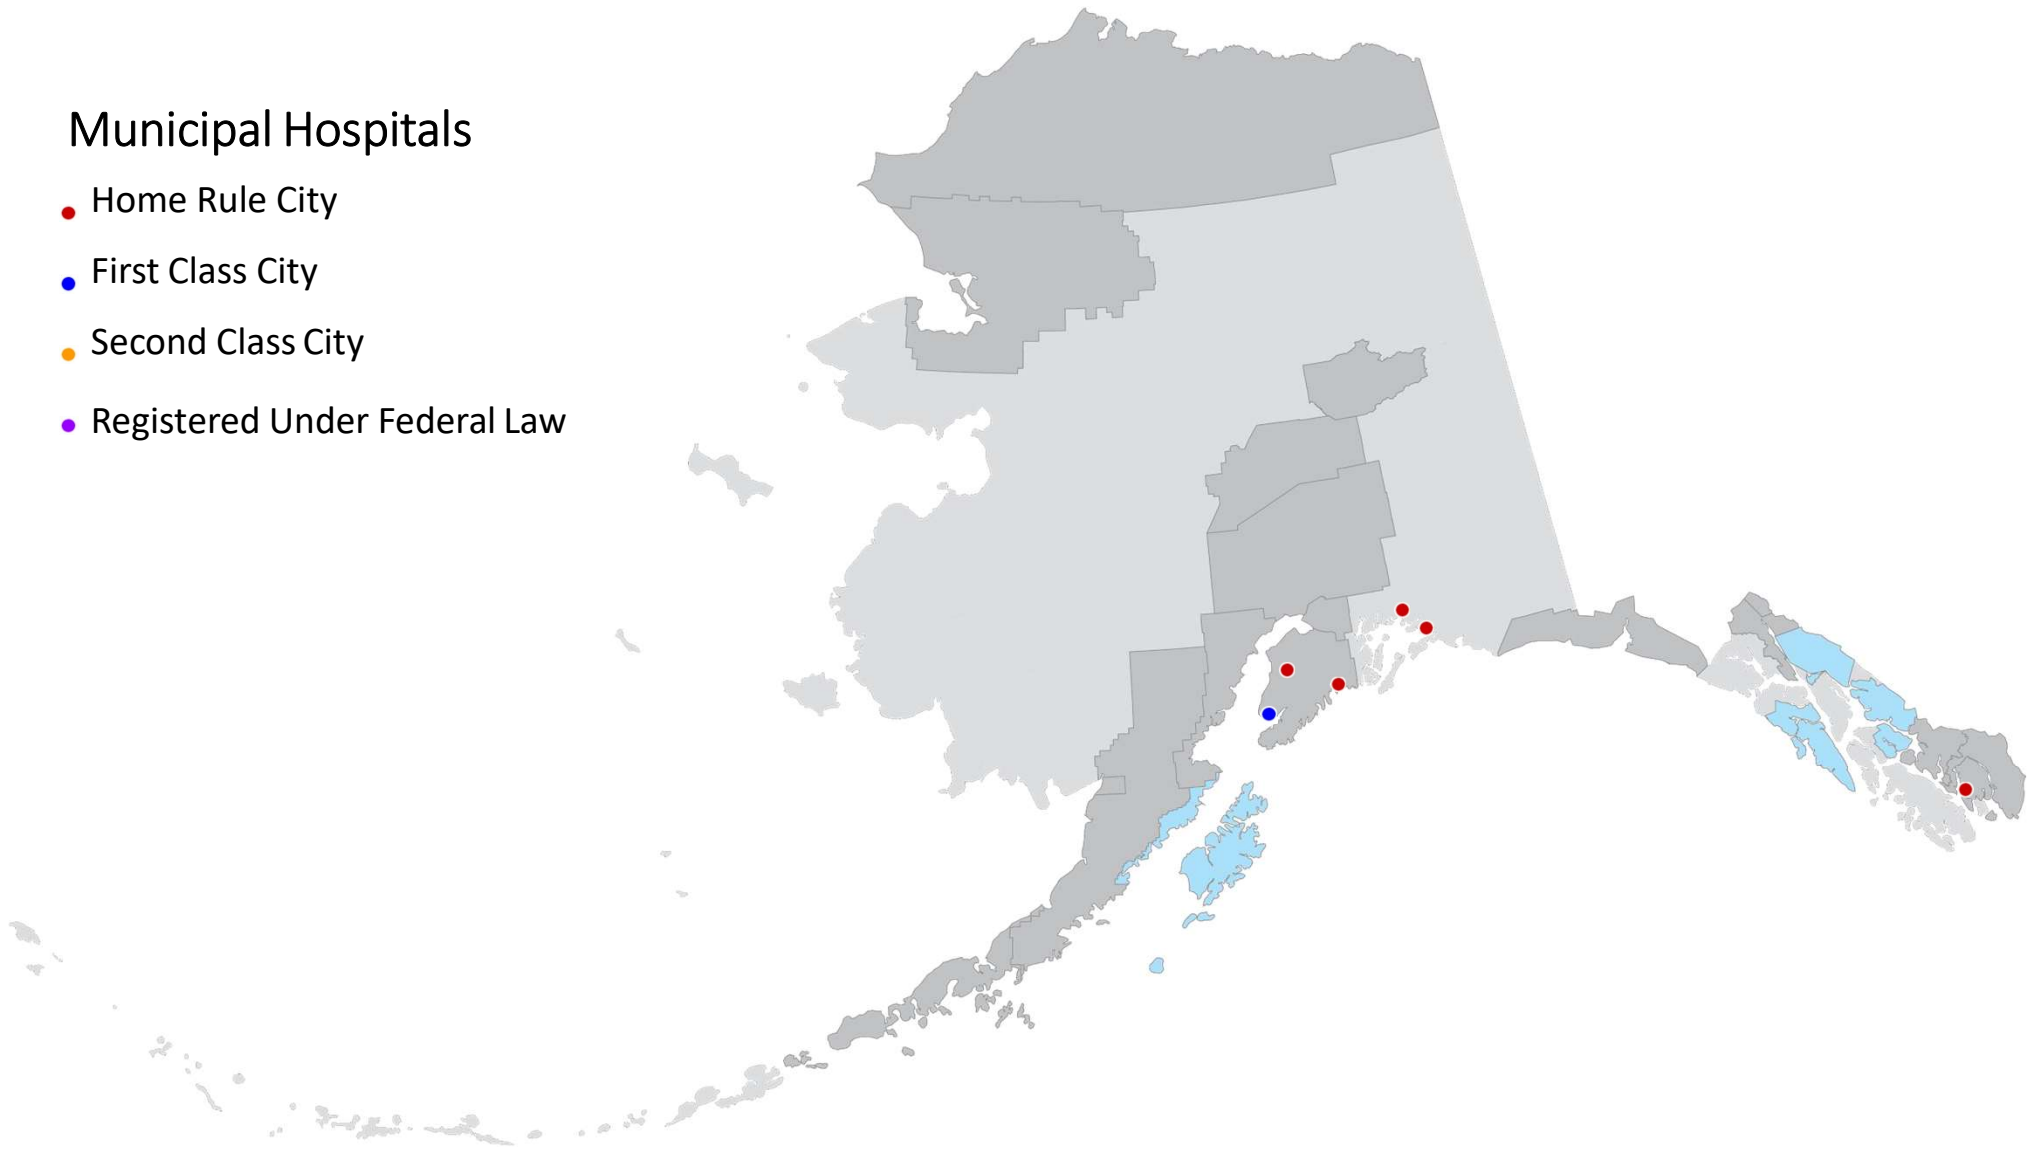 Municipal Hospitals
Home Rule City
First Class City
Second Class City
Registered Under Federal Law